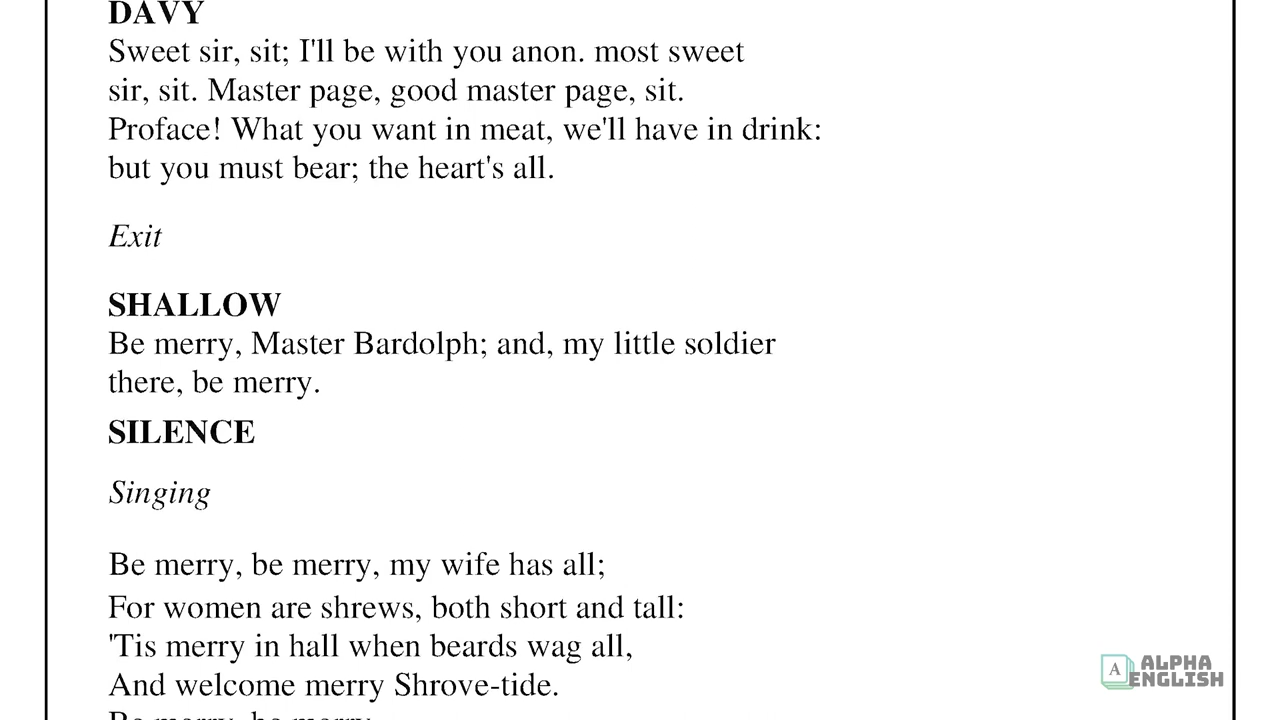 DAVY
Sweet sir, sit; I'll be with you anon. most sweet
sir, sit. Master page, good master page, sit.
Proface! What you want in meat, we'll have in drink:
but you must bear; the heart's all.
Exit
SHALLOW
Be merry, Master Bardolph; and, my little soldier
there, be merry.
SILENCE
Singing
Be merry, be merry, my wife has all;
For women are shrews, both short and tall:
'Tis merry in hall when beards wag all,
And welcome merry Shrove-tide.
Be merry, be merry.
A
ALPHA
ENGLISH